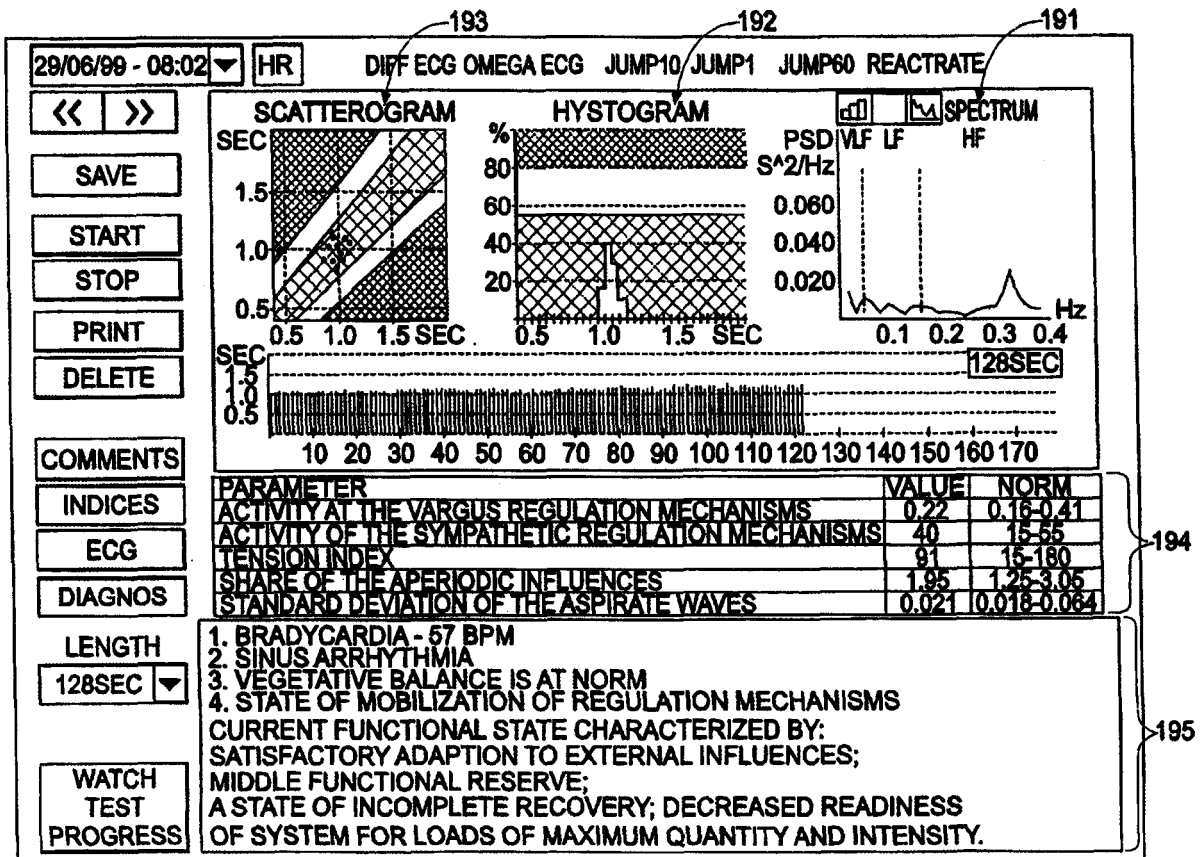 193 192 191
29/06/99 - 08:02 HR DIFF ECG OMEGA ECG JUMP10 JUMP1 JUMP60 REACTRATE
<< >>
SAVE
START
STOP
PRINT
DELETE
COMMENTS
INDICES
ECG
DIAGNOS
LENGTH
128SEC
WATCH
TEST
PROGRESS
SCATTEROGRAM
SEC
1.5
1.0
0.5
0.5 1.0 1.5 SEC
HYSTOGRAM
%
80
60
40
20
0.5 1.0 1.5 SEC
SPECTRUM
PSD VLF LF HF
S^2/Hz
0.060
0.040
0.020
Hz
0.1 0.2 0.3 0.4
SEC
1.5
1.0
0.5
128SEC
10 20 30 40 50 60 70 80 90 100 110 120 130 140 150 160 170
PARAMETER VALUE NORM
ACTIVITY AT THE VARGUS REGULATION MECHANISMS 0.22 0.16-0.41
ACTIVITY OF THE SYMPATHETIC REGULATION MECHANISMS 40 15-55
TENSION INDEX 91 15-180
SHARE OF THE APERIODIC INFLUENCES 1.95 1.25-3.05
STANDARD DEVIATION OF THE ASPIRATE WAVES 0.021 0.018-0.064
194
1. BRADYCARDIA - 57 BPM
2. SINUS ARRHYTHMIA
3. VEGETATIVE BALANCE IS AT NORM
4. STATE OF MOBILIZATION OF REGULATION MECHANISMS
CURRENT FUNCTIONAL STATE CHARACTERIZED BY:
SATISFACTORY ADAPTION TO EXTERNAL INFLUENCES;
MIDDLE FUNCTIONAL RESERVE;
A STATE OF INCOMPLETE RECOVERY; DECREASED READINESS
OF SYSTEM FOR LOADS OF MAXIMUM QUANTITY AND INTENSITY.
195